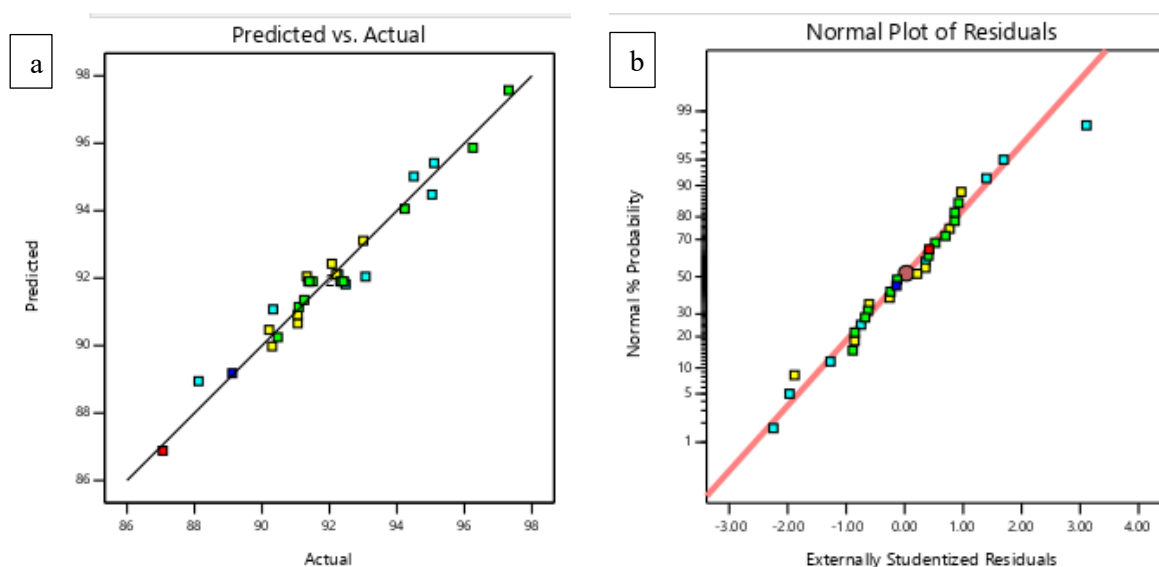 a
Predicted vs. Actual
98
96
94
92
90
88
86
Predicted
86 88 90 92 94 96 98
Actual
b
Normal Plot of Residuals
99
95
90
80
70
50
30
20
10
5
1
Normal % Probability
-3.00 -2.00 -1.00 0.00 1.00 2.00 3.00 4.00
Externally Studentized Residuals